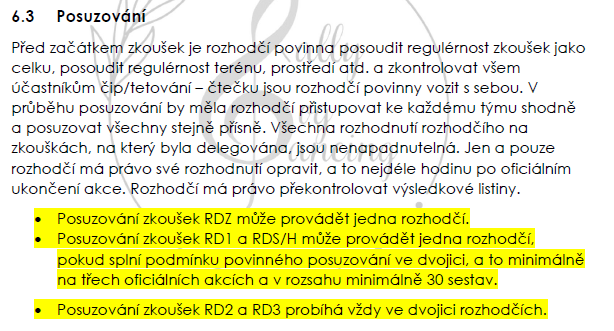 6.3 Posuzování
Před začátkem zkoušek je rozhodčí povinna posoudit regulérnost zkoušek jako
celku, posoudit regulérnost terénu, prostředí atd. a zkontrolovat všem
účastníkům čip/tetování – čtečku jsou rozhodčí povinny vozit s sebou. V
průběhu posuzování by měla rozhodčí přistupovat ke každému týmu shodně
a posuzovat všechny stejně přísně. Všechna rozhodnutí rozhodčího na
zkouškách, na který byla delegována, jsou nenapadnutelná. Jen a pouze
rozhodčí má právo své rozhodnutí opravit, a to nejdéle hodinu po oficiálním
ukončení akce. Rozhodčí má právo překontrolovat výsledkové listiny.
• Posuzování zkoušek RDZ může provádět jedna rozhodčí.
• Posuzování zkoušek RD1 a RDS/H může provádět jedna rozhodčí,
pokud splní podmínku povinného posuzování ve dvojici, a to minimálně
na třech oficiálních akcích a v rozsahu minimálně 30 sestav.
• Posuzování zkoušek RD2 a RD3 probíhá vždy ve dvojici rozhodčích.